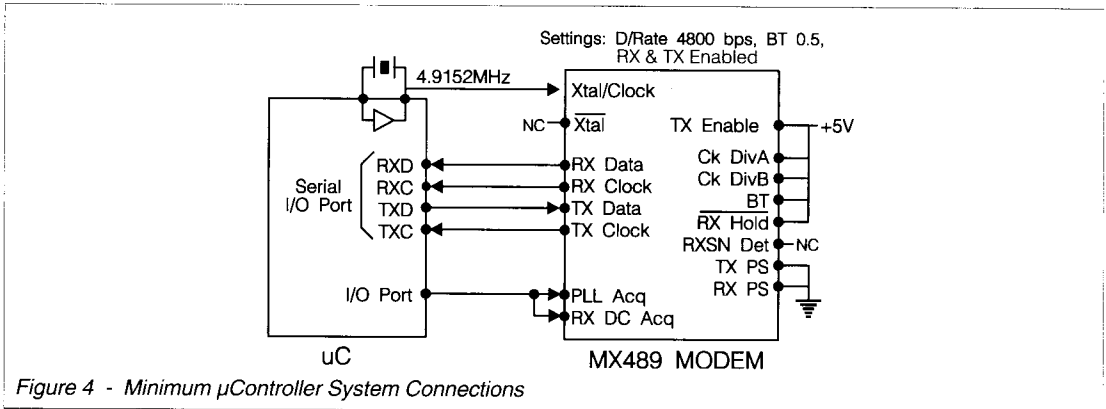 Settings: D/Rate 4800 bps, BT 0.5,
RX & TX Enabled
4.9152MHz
Xtal/Clock
NC
X̅t̅a̅l̅
TX Enable
+5V
RXD
RX Data
Ck DivA
RXC
RX Clock
Ck DivB
Serial
I/O Port
TXD
TX Data
BT
TXC
TX Clock
R̅X̅ H̅o̅l̅d̅
RXSN Det
NC
TX PS
RX PS
I/O Port
PLL Acq
RX DC Acq
uC
MX489 MODEM
Figure 4 - Minimum µController System Connections